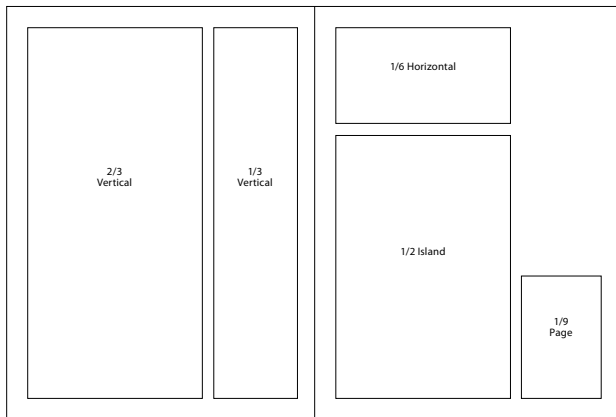 2/3
Vertical
1/3
Vertical
1/6 Horizontal
1/2 Island
1/9
Page